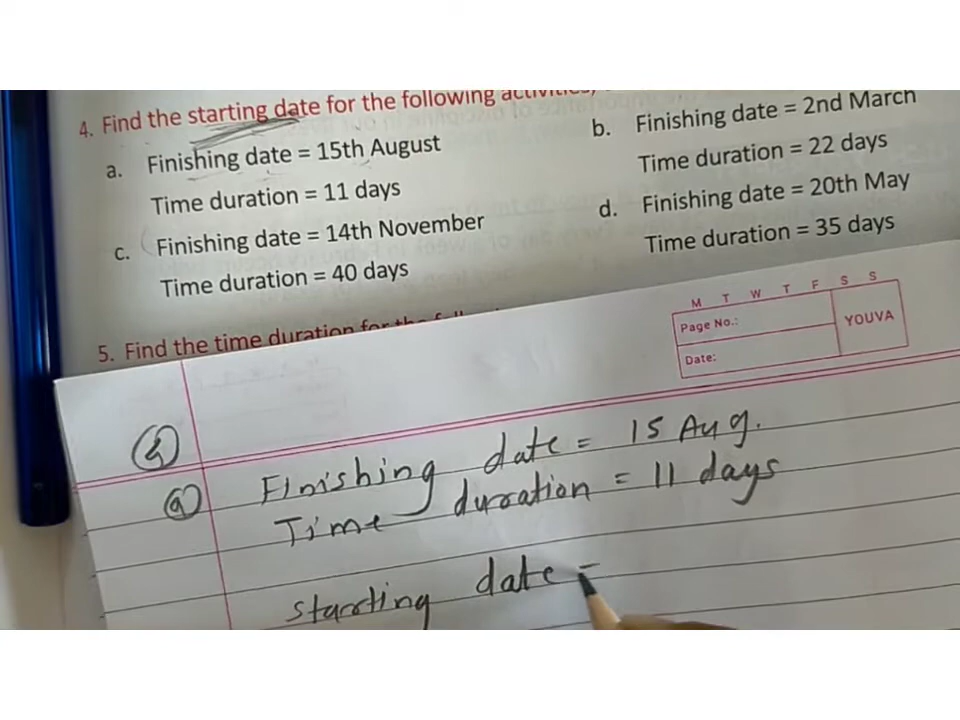 4. Find the starting date for the following activities
a. Finishing date = 15th August
Time duration = 11 days
b. Finishing date = 2nd March
Time duration = 22 days
c. Finishing date = 14th November
Time duration = 40 days
d. Finishing date = 20th May
Time duration = 35 days
5. Find the time duration for the
M T W T F S S
Page No.:
Date:
YOUVA
a Finishing date = 15 Aug.
Time duration = 11 days
starting date =